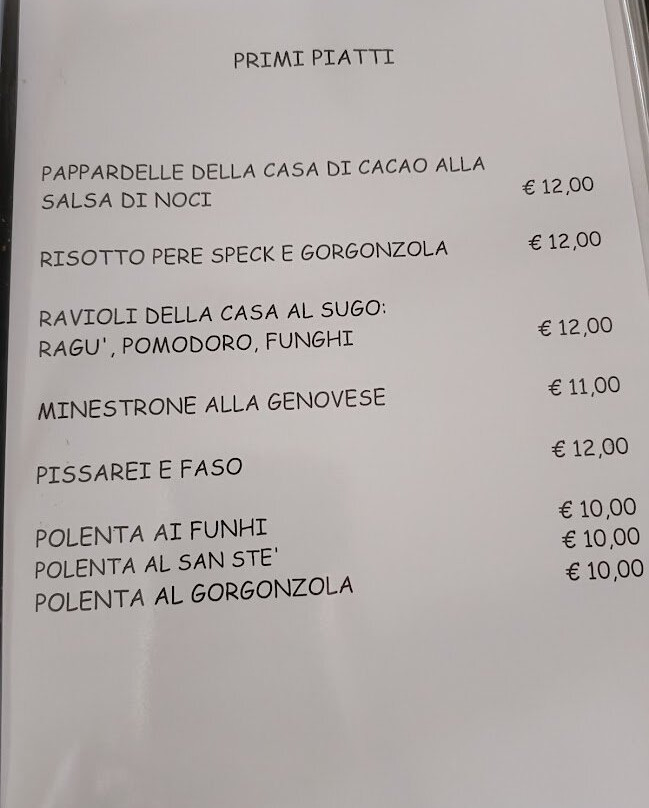 PRIMI PIATTI
PAPPARDELLE DELLA CASA DI CACAO ALLA
SALSA DI NOCI € 12,00
RISOTTO PERE SPECK E GORGONZOLA € 12,00
RAVIOLI DELLA CASA AL SUGO:
RAGU', POMODORO, FUNGHI € 12,00
MINESTRONE ALLA GENOVESE € 11,00
PISSAREI E FASO € 12,00
POLENTA AI FUNHI € 10,00
POLENTA AL SAN STE' € 10,00
POLENTA AL GORGONZOLA € 10,00